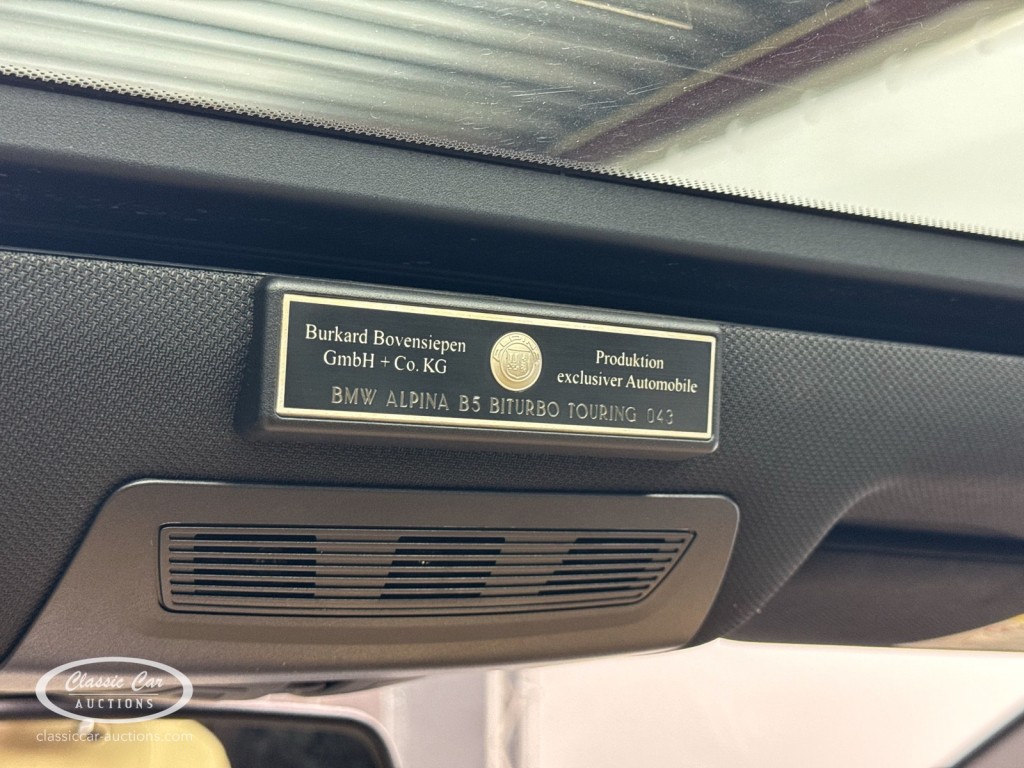 Burkard Bovensiepen
GmbH + Co. KG
Produktion
exclusiver Automobile
BMW ALPINA B5 BITURBO TOURING 043
Classic Car
AUCTIONS
classiccar-auctions.com